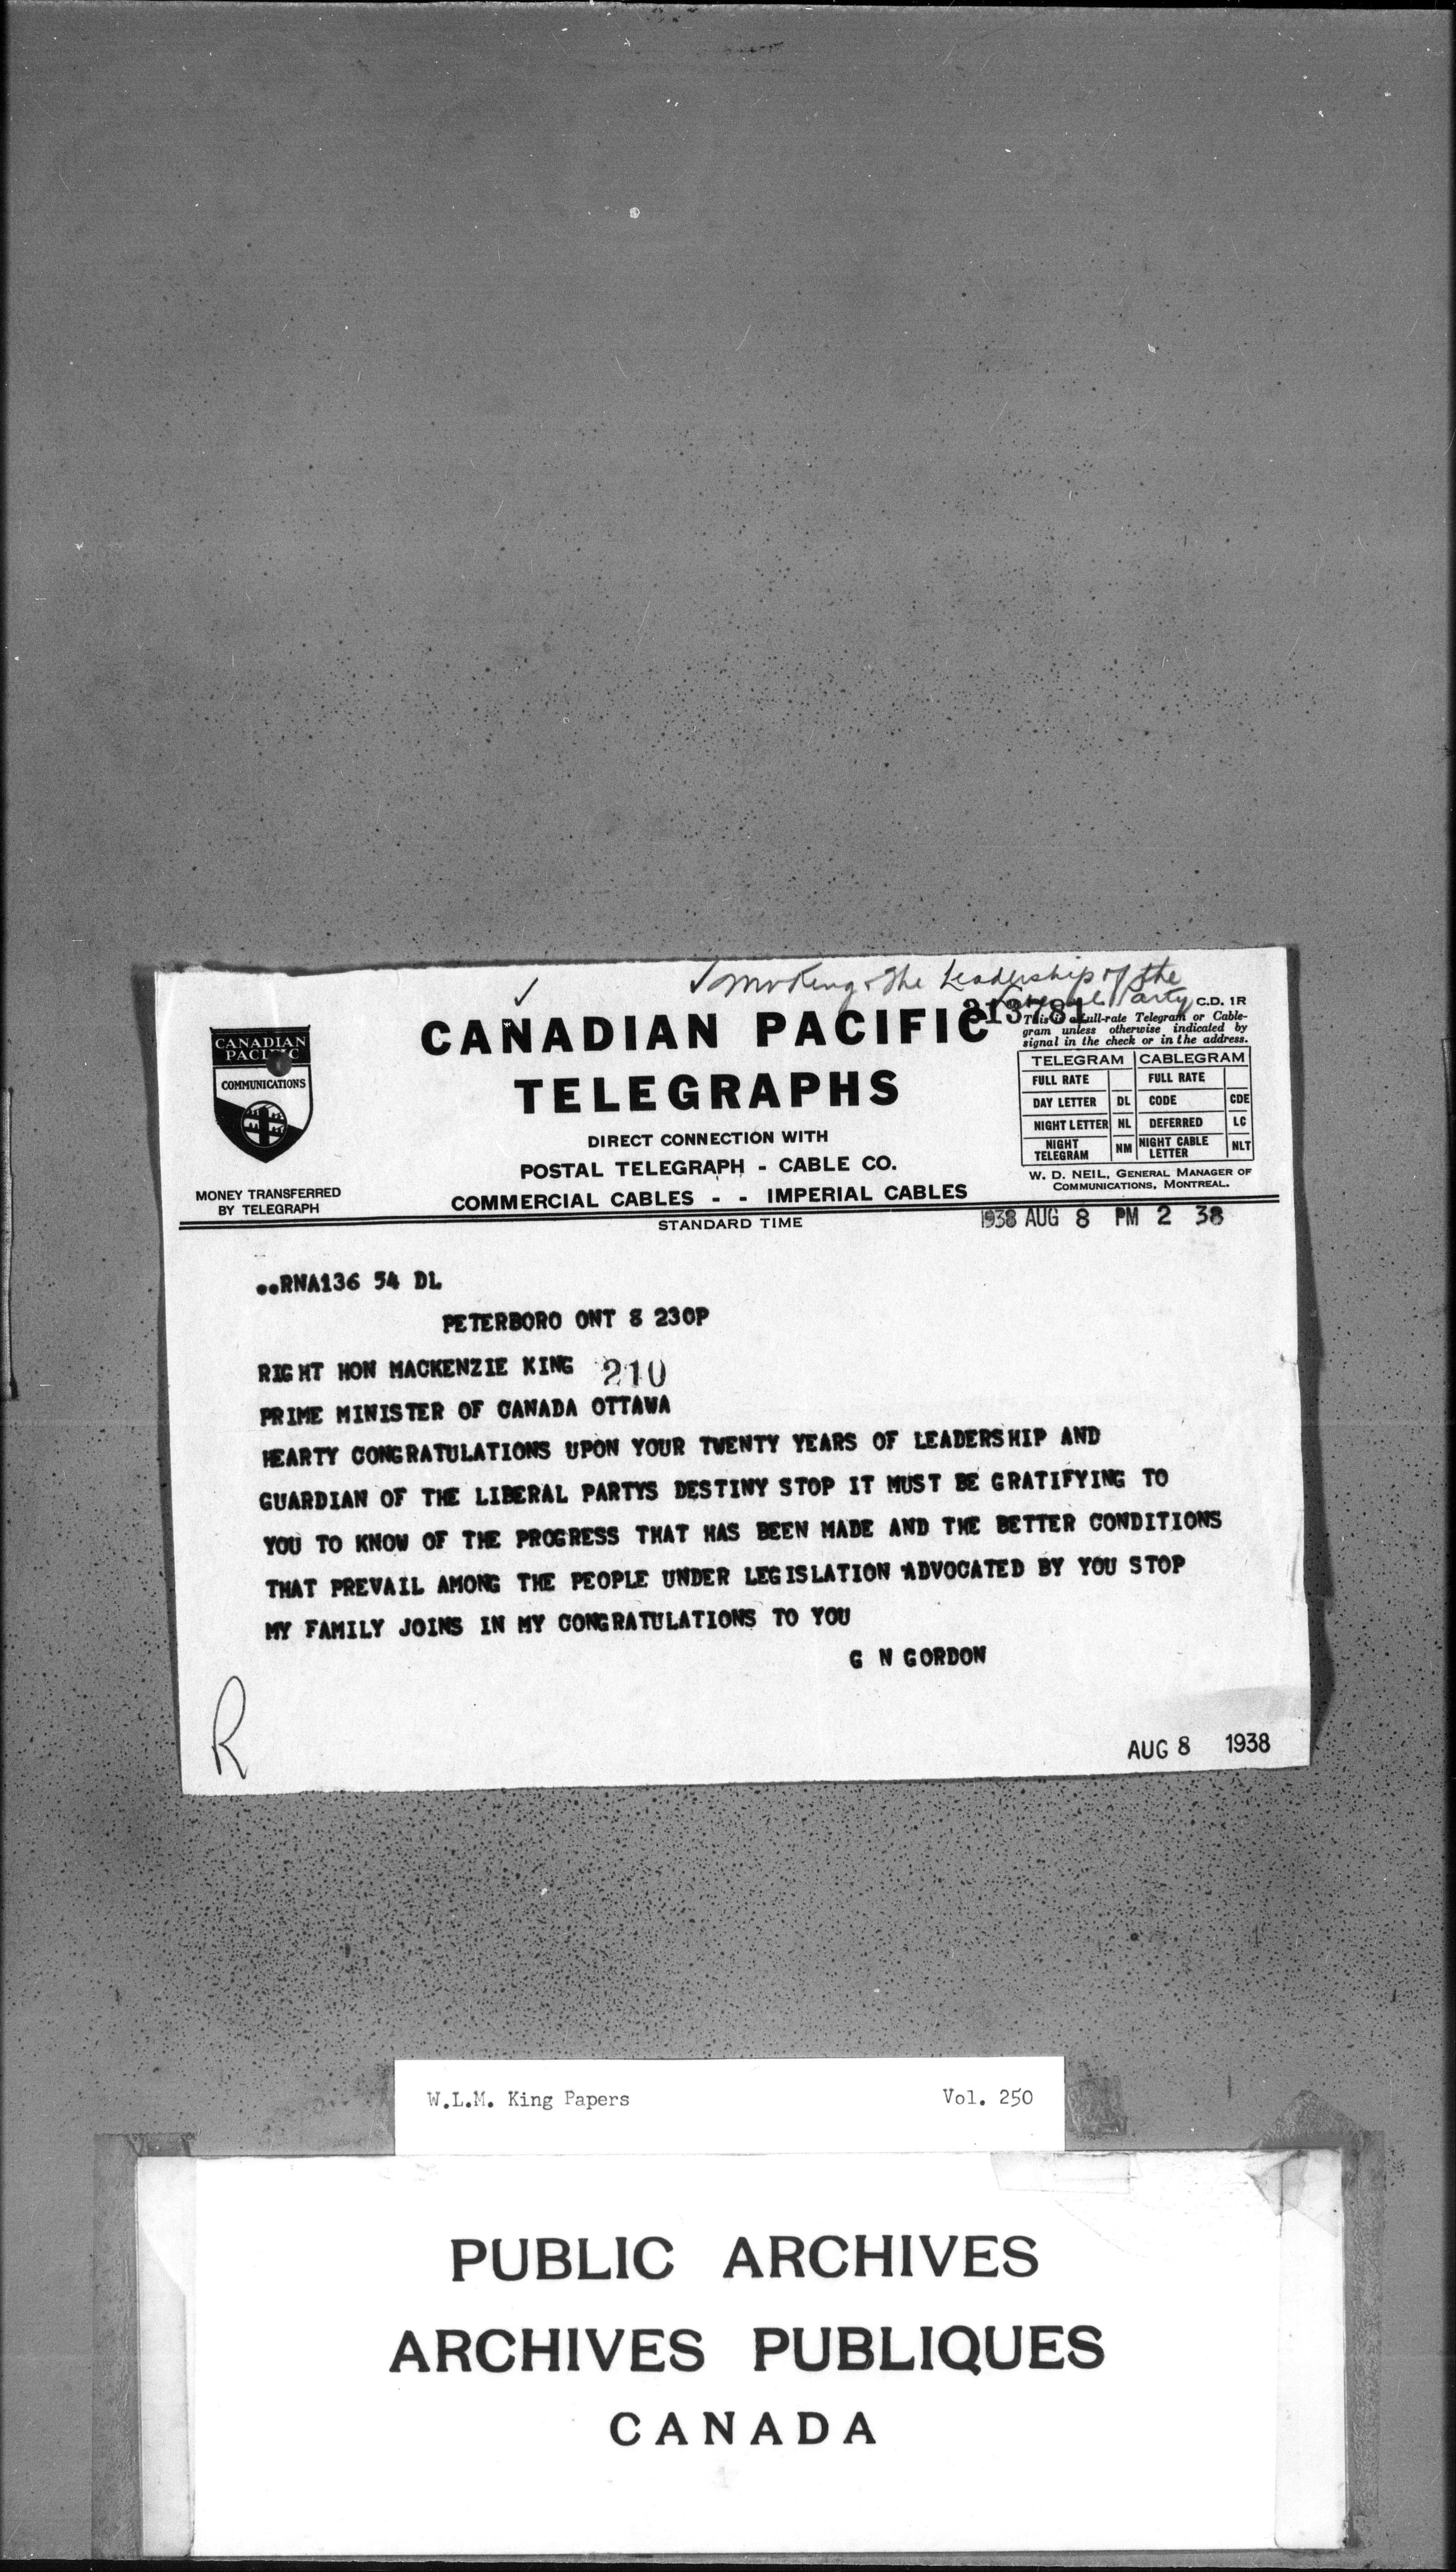 ✓ Mr King & the Leadership of the
Liberal Party
213781
C.D. 1R
CANADIAN PACIFIC
TELEGRAPHS
DIRECT CONNECTION WITH
POSTAL TELEGRAPH - CABLE CO.
COMMERCIAL CABLES - - IMPERIAL CABLES
CANADIAN
PACIFIC
COMMUNICATIONS
MONEY TRANSFERRED
BY TELEGRAPH
This is a full-rate Telegram or Cable-
gram unless otherwise indicated by
signal in the check or in the address.
TELEGRAM CABLEGRAM
FULL RATE FULL RATE
DAY LETTER DL CODE CDE
NIGHT LETTER NL DEFERRED LC
NIGHT TELEGRAM NM NIGHT CABLE LETTER NLT
W. D. NEIL, GENERAL MANAGER OF
COMMUNICATIONS, MONTREAL.
STANDARD TIME
1938 AUG 8 PM 2 38
..RNA136 54 DL
PETERBORO ONT 8 230P
RIGHT HON MACKENZIE KING 210
PRIME MINISTER OF CANADA OTTAWA
HEARTY CONGRATULATIONS UPON YOUR TWENTY YEARS OF LEADERSHIP AND
GUARDIAN OF THE LIBERAL PARTYS DESTINY STOP IT MUST BE GRATIFYING TO
YOU TO KNOW OF THE PROGRESS THAT HAS BEEN MADE AND THE BETTER CONDITIONS
THAT PREVAIL AMONG THE PEOPLE UNDER LEGISLATION ADVOCATED BY YOU STOP
MY FAMILY JOINS IN MY CONGRATULATIONS TO YOU
G N GORDON
R
AUG 8 1938
W.L.M. King Papers Vol. 250
PUBLIC ARCHIVES
ARCHIVES PUBLIQUES
CANADA